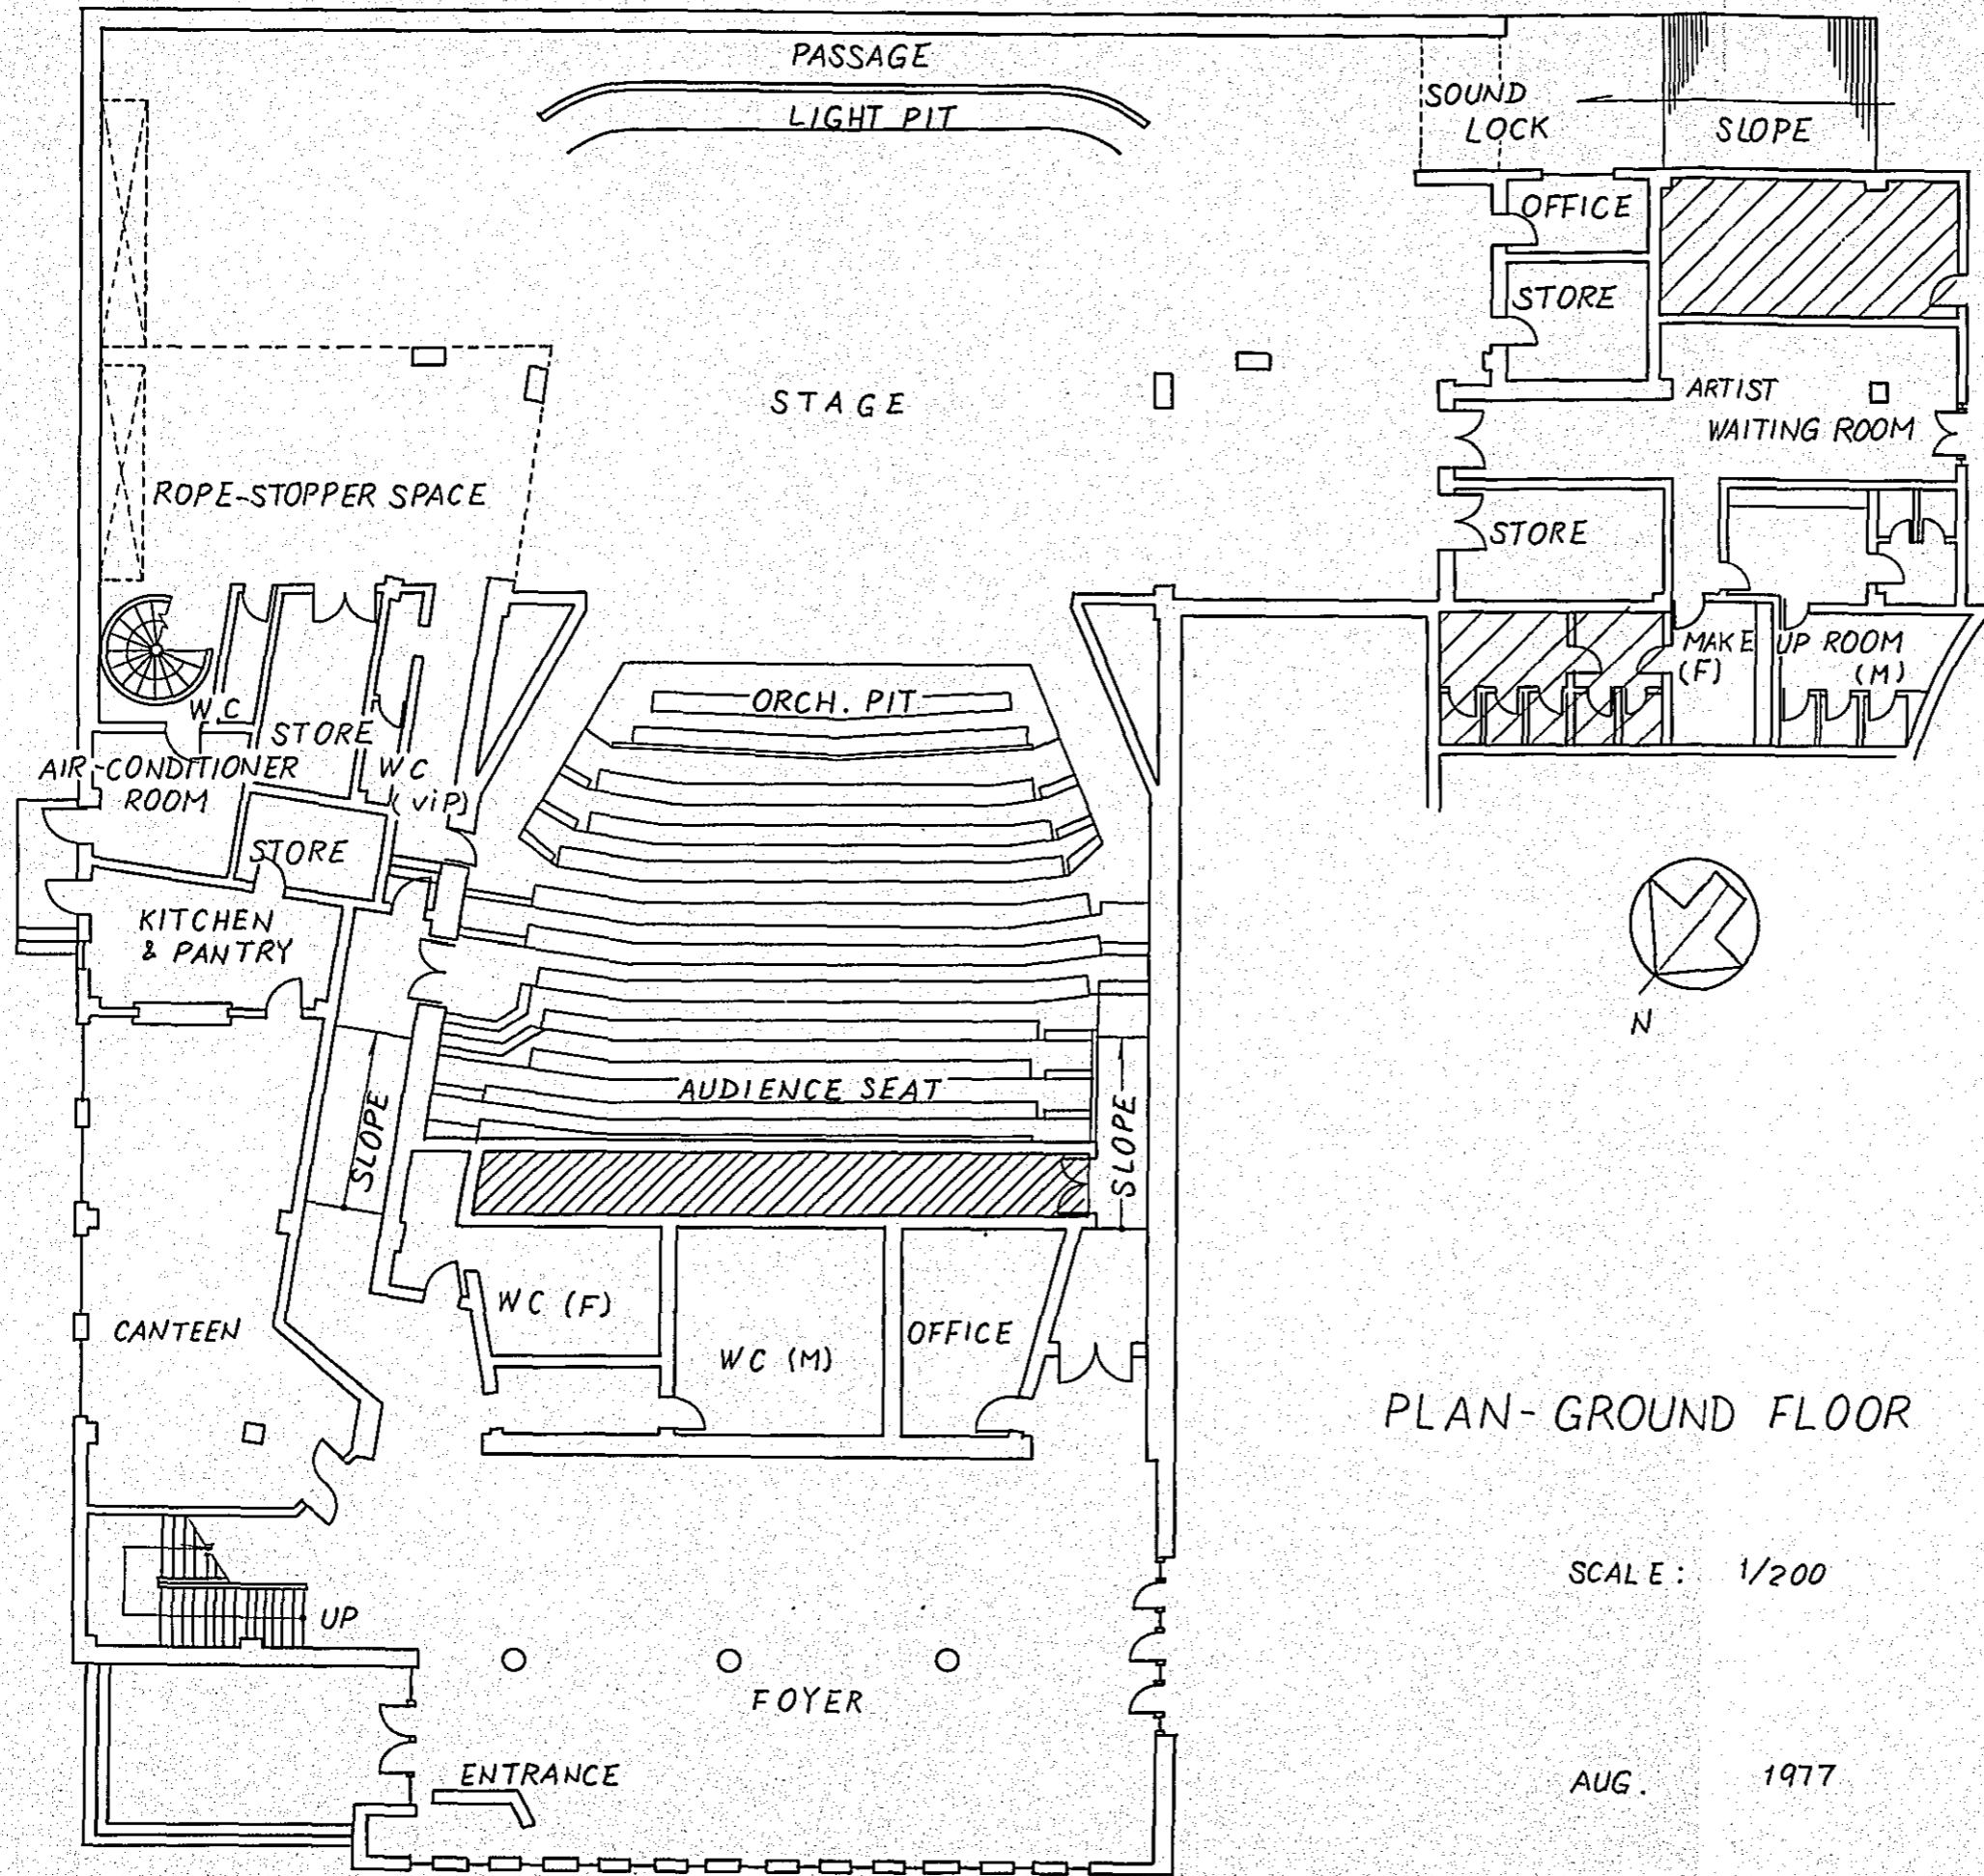 PASSAGE
LIGHT PIT
SOUND
LOCK
SLOPE
OFFICE
STORE
STAGE
ARTIST
WAITING ROOM
ROPE-STOPPER SPACE
STORE
MAKE UP ROOM
(F) (M)
WC
STORE
ORCH. PIT
AIR-CONDITIONER
ROOM
WC
(ViP)
STORE
KITCHEN
& PANTRY
N
AUDIENCE SEAT
SLOPE
SLOPE
WC (F)
CANTEEN
WC (M)
OFFICE
PLAN-GROUND FLOOR
SCALE: 1/200
UP
FOYER
ENTRANCE
AUG. 1977